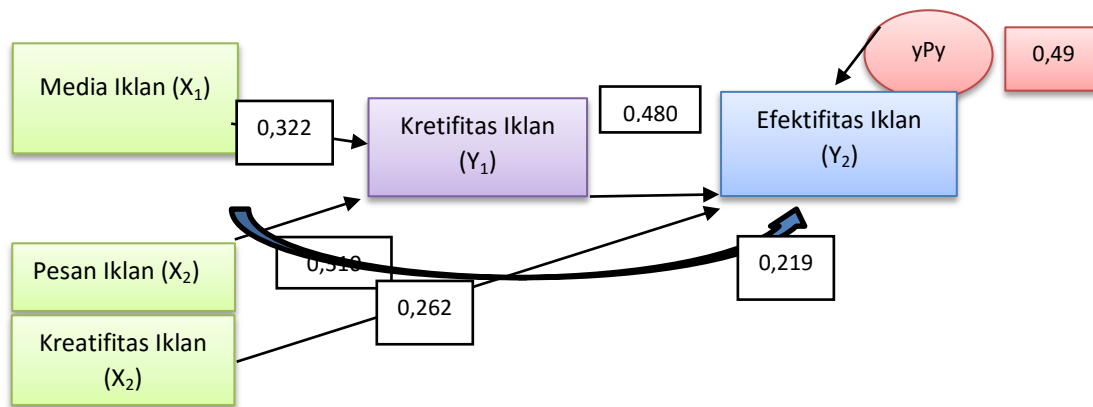 yPy
0,49
Media Iklan (X₁)
0,322
Kretifitas Iklan
(Y₁)
0.480
Efektifitas Iklan
(Y₂)
Pesan Iklan (X₂)
0,219
0,262
Kreatifitas Iklan
(X₂)